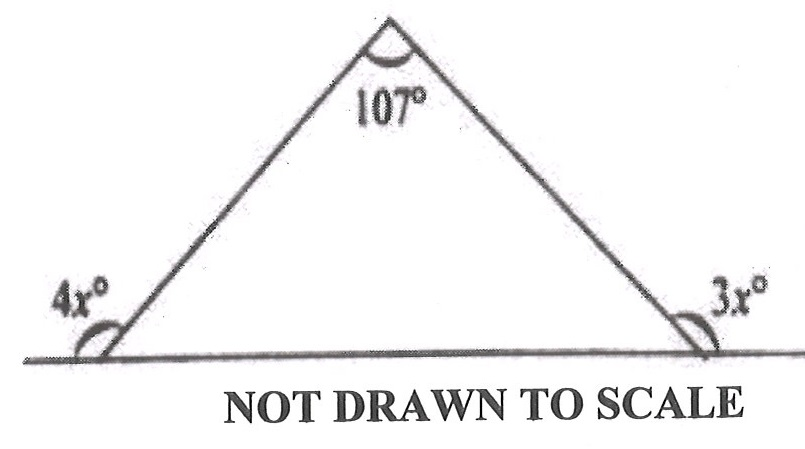 107°
4x° 3x°
NOT DRAWN TO SCALE